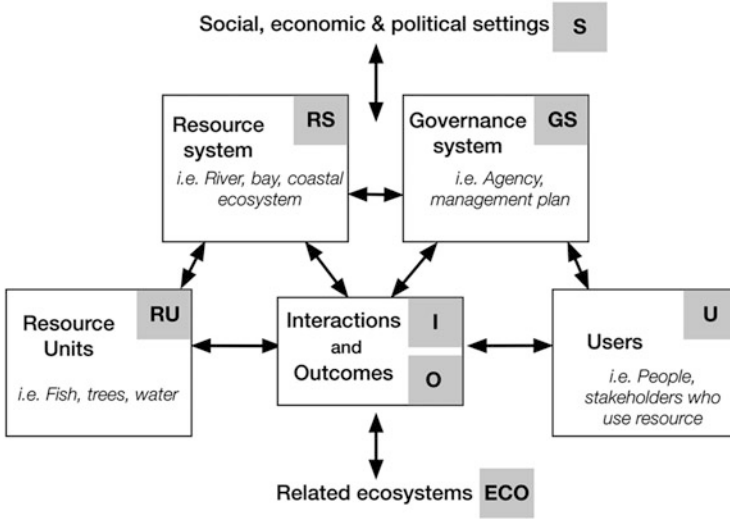 Social, economic & political settings S
Resource RS
system
i.e. River, bay, coastal
ecosystem
Governance GS
system
i.e. Agency,
management plan
Resource RU
Units
i.e. Fish, trees, water
Interactions I
and
Outcomes O
U
Users
i.e. People,
stakeholders who
use resource
Related ecosystems ECO